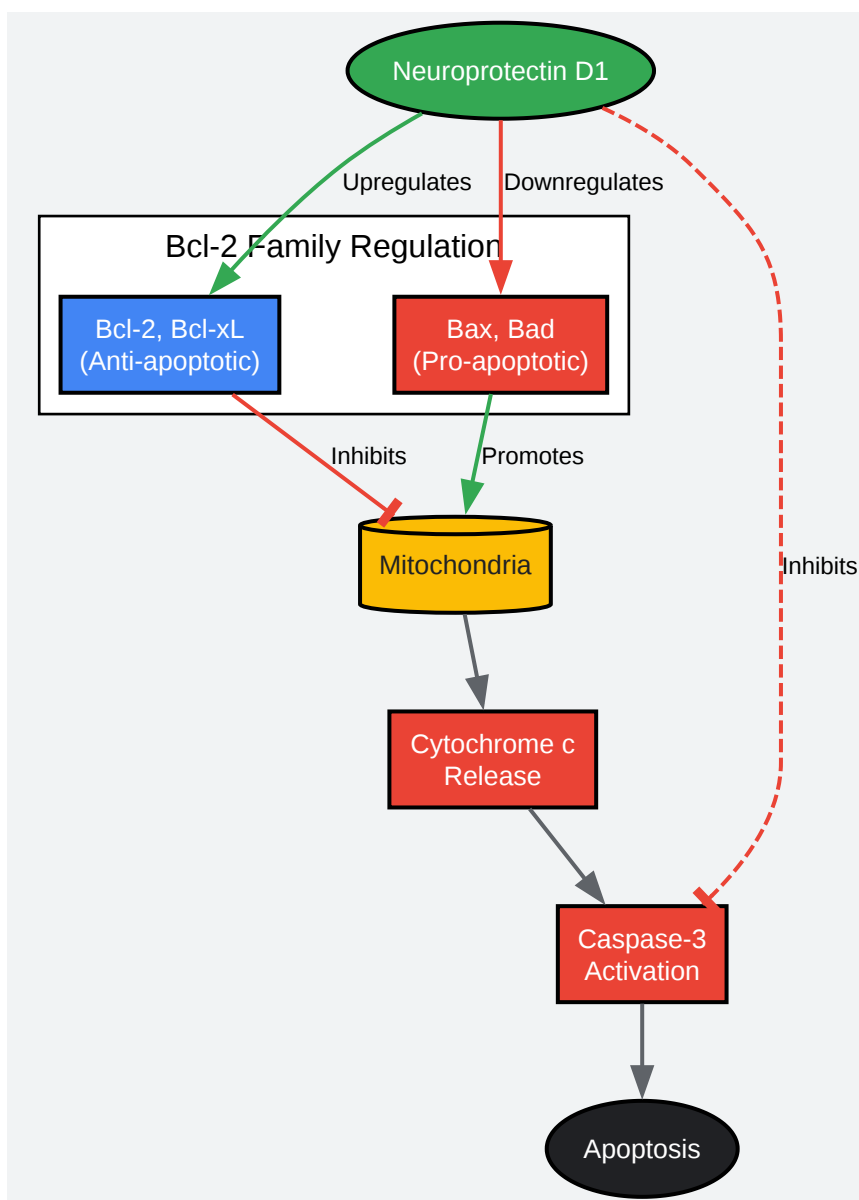 Neuroprotectin D1
Upregulates
Downregulates
Bcl-2 Family Regulation
Bcl-2, Bcl-xL
(Anti-apoptotic)
Bax, Bad
(Pro-apoptotic)
Inhibits
Promotes
Mitochondria
Inhibits
Cytochrome c
Release
Caspase-3
Activation
Apoptosis